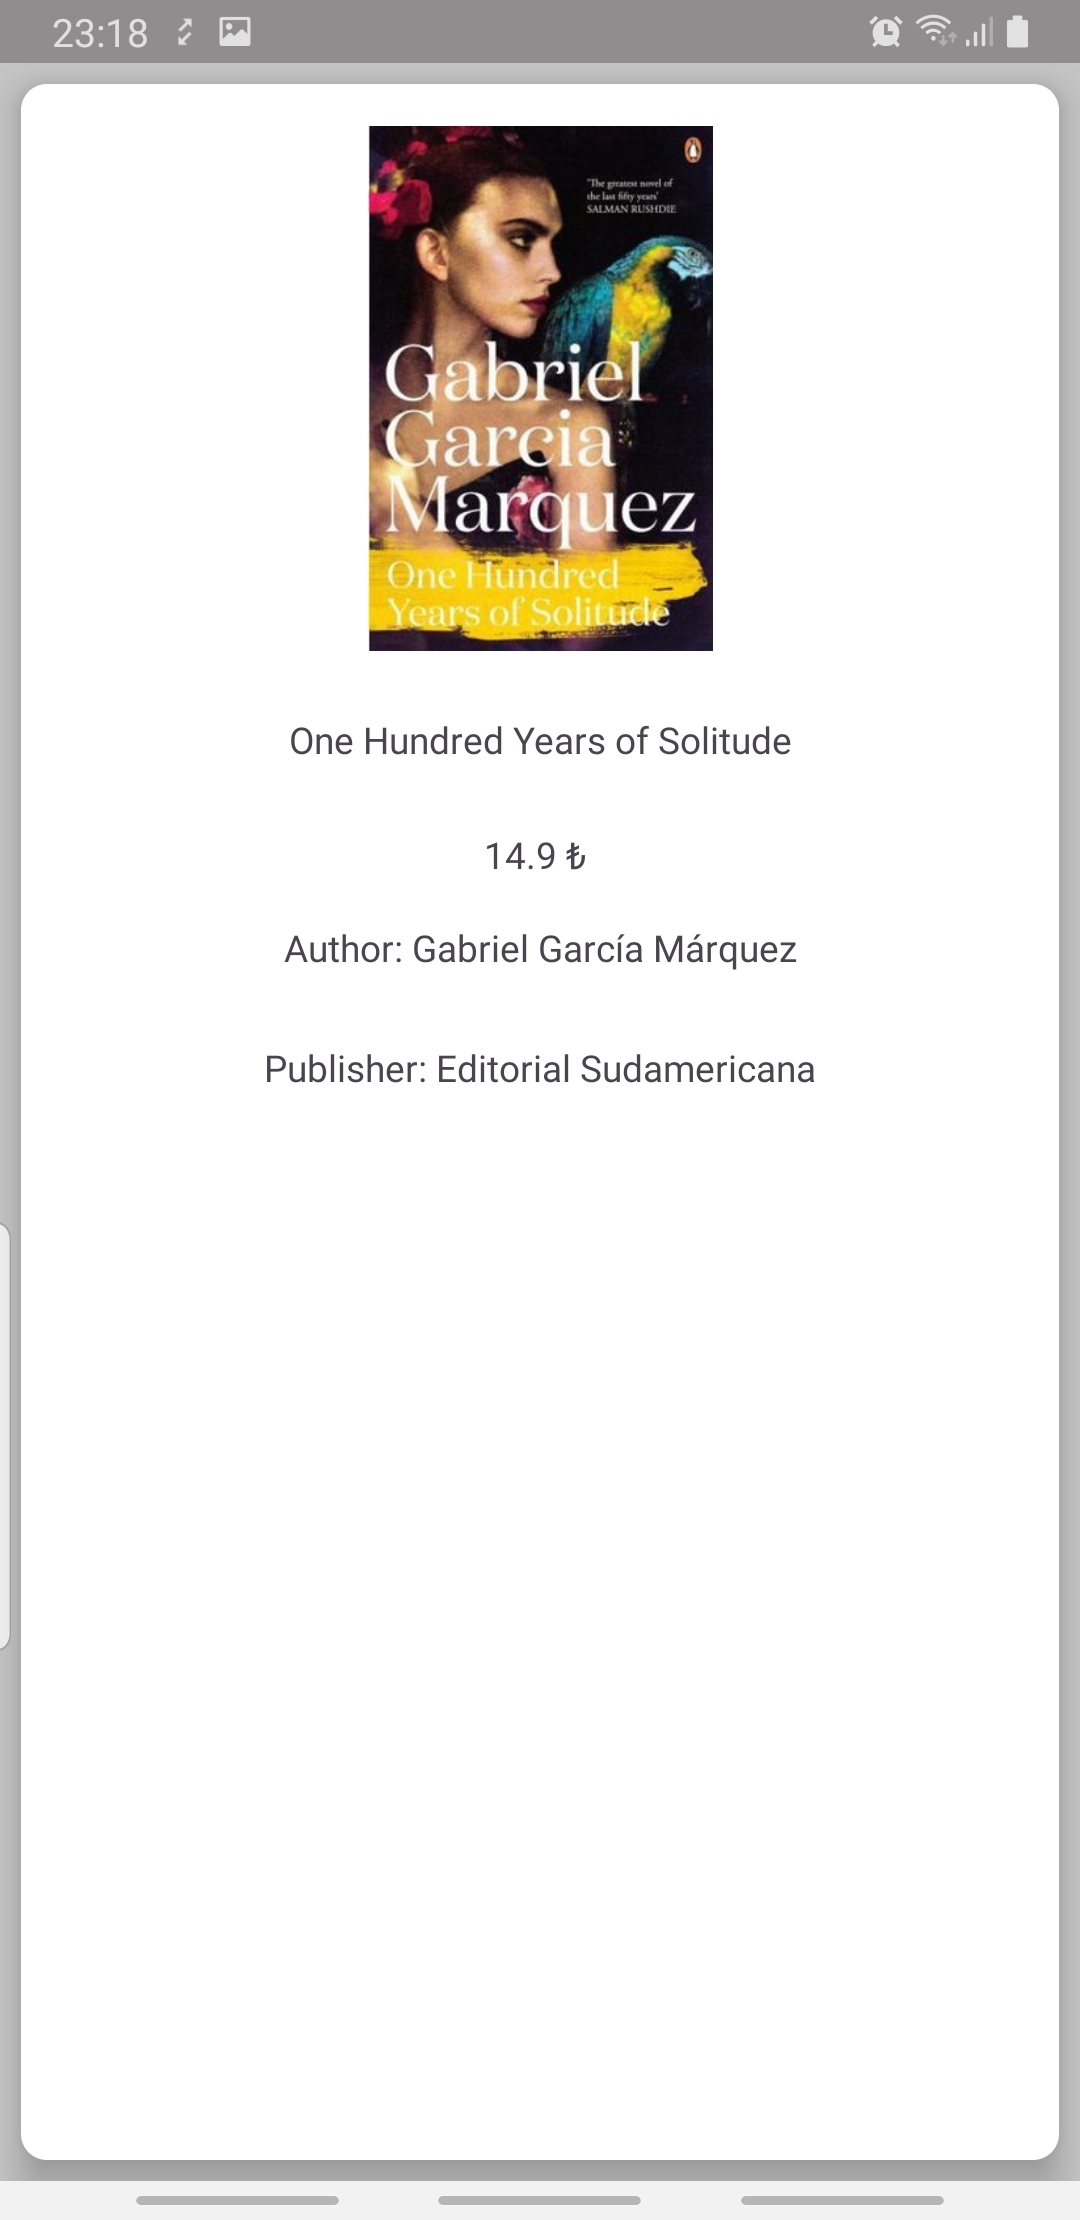 23:18
'The greatest novel of
the last fifty years'
SALMAN RUSHDIE
Gabriel
Garcia
Marquez
One Hundred
Years of Solitude
One Hundred Years of Solitude
14.9 ₺
Author: Gabriel García Márquez
Publisher: Editorial Sudamericana